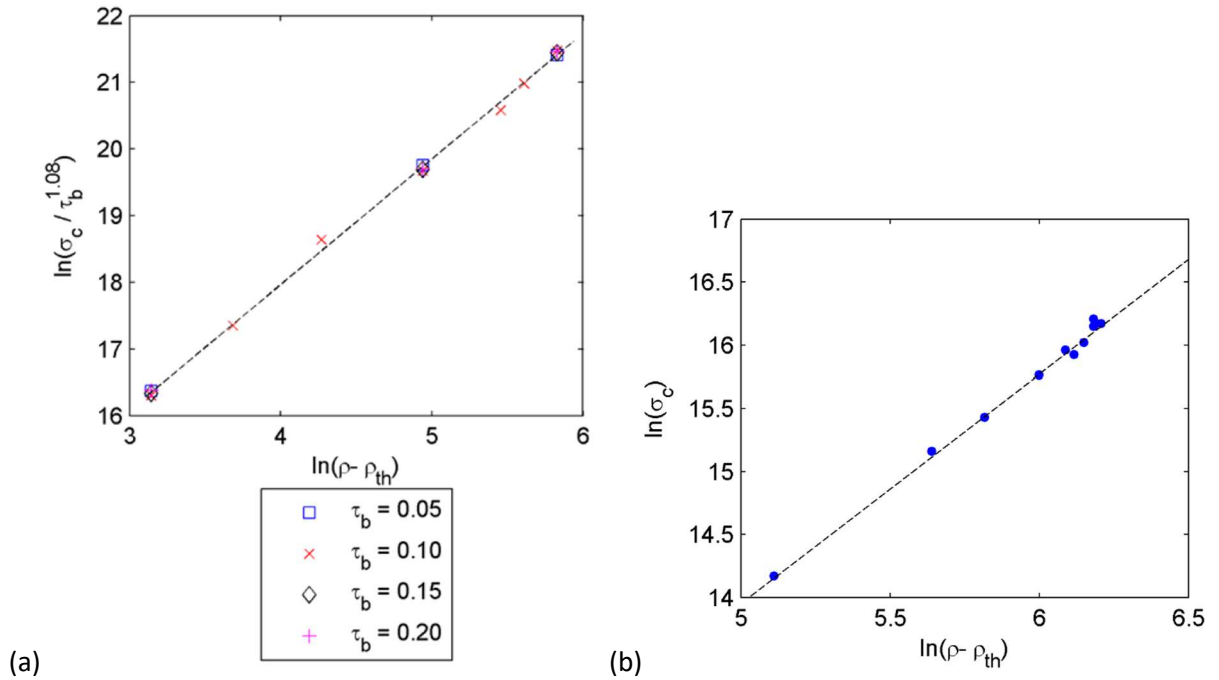 22
21
20
19
18
17
16
3
4
5
6
ln(σc / τb^1.08)
ln(ρ- ρth)
τb = 0.05
τb = 0.10
τb = 0.15
τb = 0.20
(a)
17
16.5
16
15.5
15
14.5
14
5
5.5
6
6.5
ln(σc)
ln(ρ- ρth)
(b)